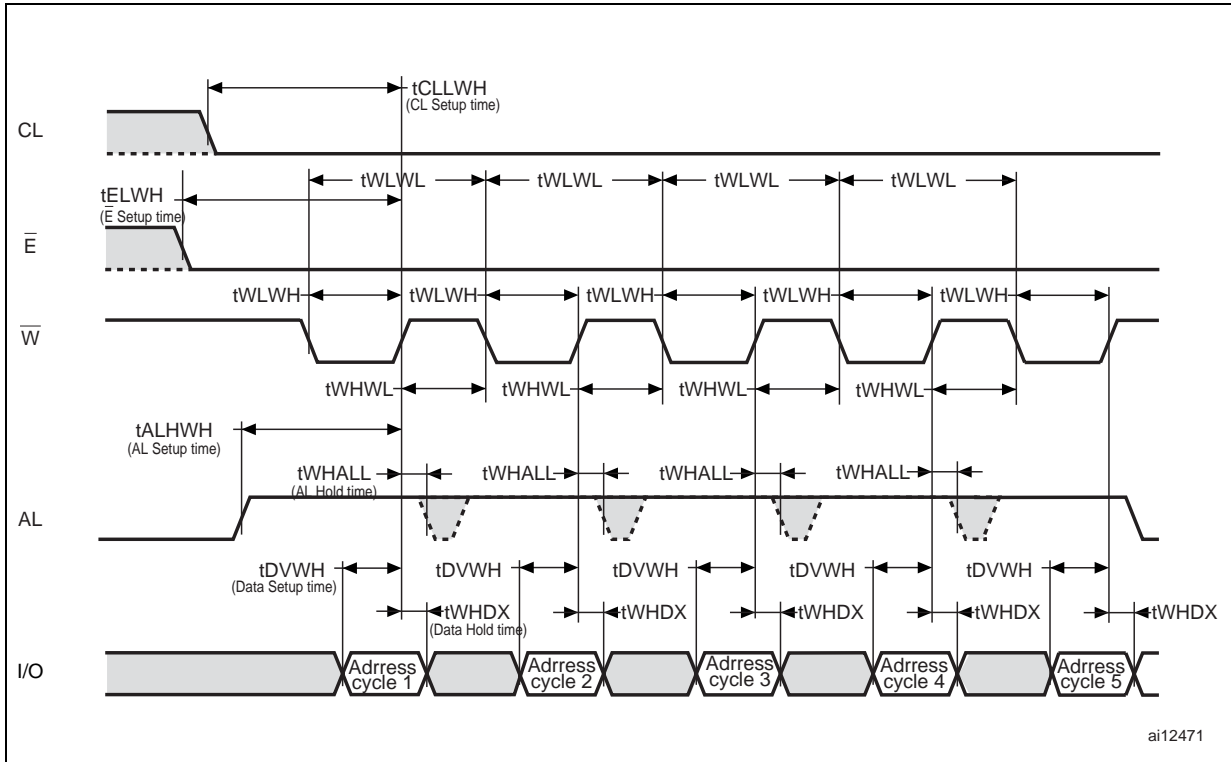 tCLLWH
(CL Setup time)
CL
tWLWL tWLWL tWLWL tWLWL
tELWH
(E Setup time)
E
tWLWH tWLWH tWLWH tWLWH tWLWH
W
tWHWL tWHWL tWHWL tWHWL
tALHWH
(AL Setup time)
tWHALL tWHALL tWHALL tWHALL
(AL Hold time)
AL
tDVWH tDVWH tDVWH tDVWH tDVWH
(Data Setup time)
tWHDX tWHDX tWHDX tWHDX tWHDX
(Data Hold time)
I/O
Adrress Adrress Adrress Adrress Adrress
cycle 1 cycle 2 cycle 3 cycle 4 cycle 5
ai12471